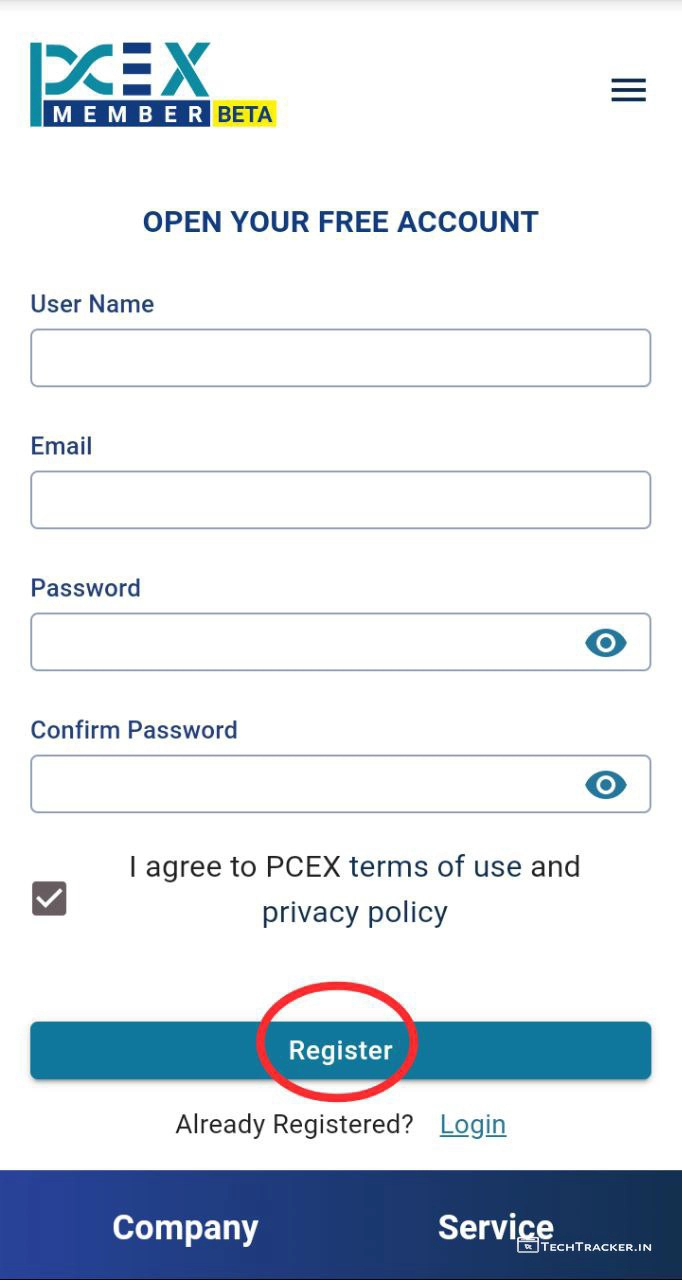 PCEX
MEMBER BETA
OPEN YOUR FREE ACCOUNT
User Name
Email
Password
Confirm Password
I agree to PCEX terms of use and
privacy policy
Register
Already Registered? Login
Company Service
TECHTRACKER.IN